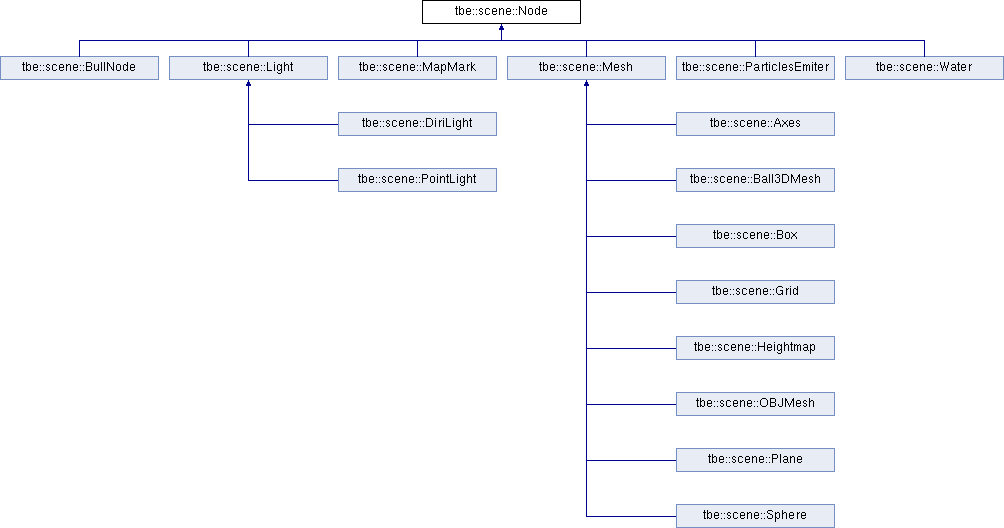 tbe::scene::Node
tbe::scene::BullNode
tbe::scene::Light
tbe::scene::MapMark
tbe::scene::Mesh
tbe::scene::ParticlesEmiter
tbe::scene::Water
tbe::scene::DiriLight
tbe::scene::Axes
tbe::scene::PointLight
tbe::scene::Ball3DMesh
tbe::scene::Box
tbe::scene::Grid
tbe::scene::Heightmap
tbe::scene::OBJMesh
tbe::scene::Plane
tbe::scene::Sphere